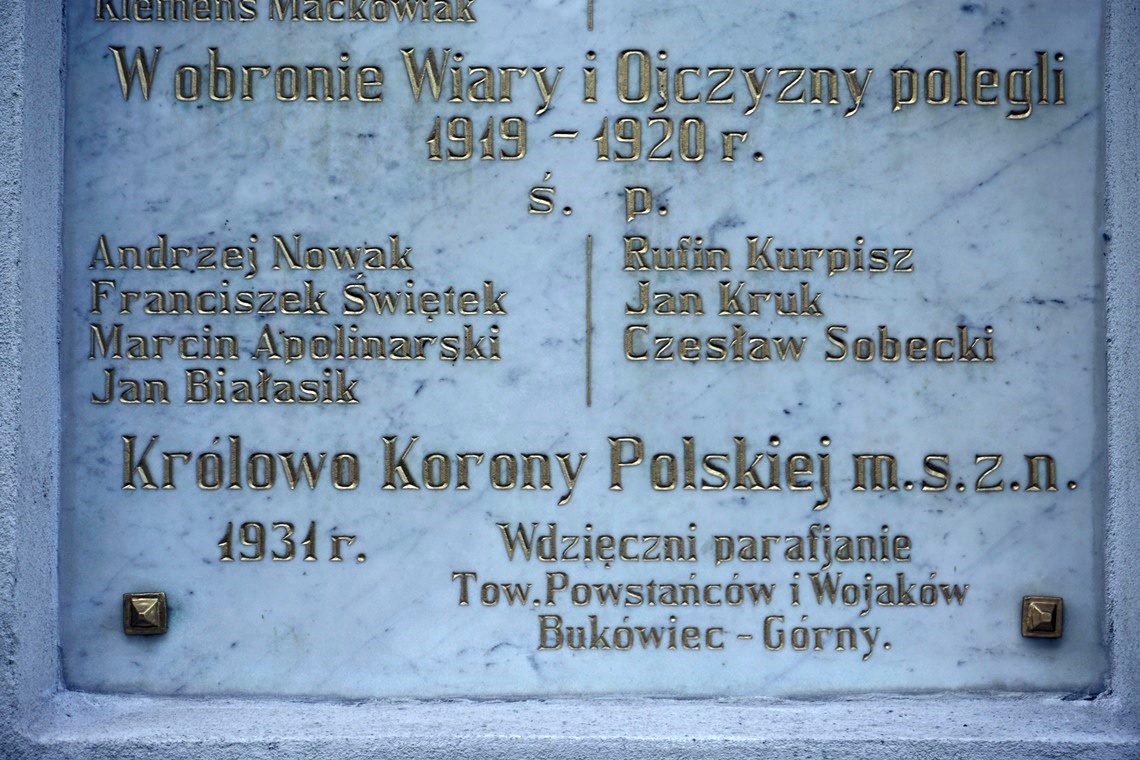 Klemens Maćkowiak
W obronie Wiary i Ojczyzny polegli
1919 - 1920 r.
ś. p.
Andrzej Nowak
Franciszek Świętek
Marcin Apolinarski
Jan Białasik
Rufin Kurpisz
Jan Kruk
Czesław Sobecki
Królowo Korony Polskiej m.s.z.n.
1931 r.
Wdzięczni parafjanie
Tow. Powstańców i Wojaków
Bukówiec - Górny.